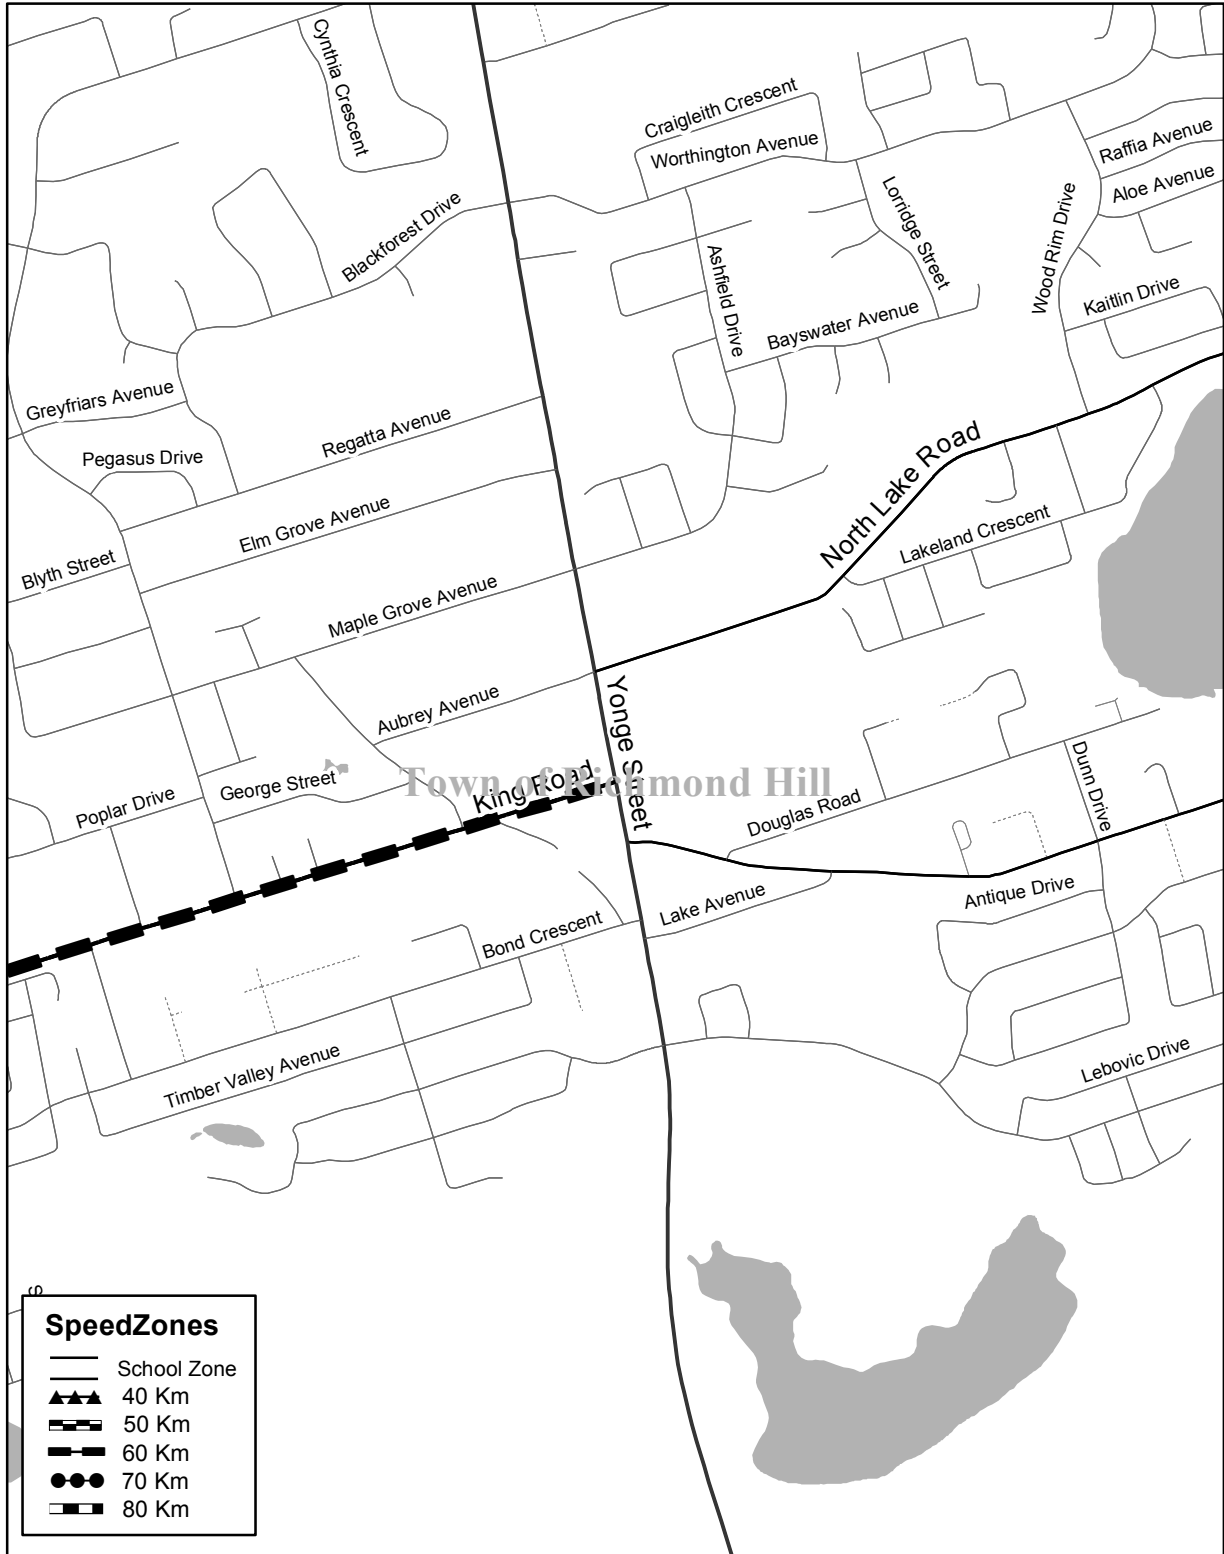 Cynthia Crescent
Craigleith Crescent
Worthington Avenue
Raffia Avenue
Aloe Avenue
Blackforest Drive
Lorridge Street
Wood Rim Drive
Ashfield Drive
Kaitlin Drive
Bayswater Avenue
Greyfriars Avenue
Regatta Avenue
Pegasus Drive
North Lake Road
Elm Grove Avenue
Lakeland Crescent
Blyth Street
Maple Grove Avenue
Aubrey Avenue
Yonge Street
Dunn Drive
George Street
King Road
Town of Richmond Hill
Poplar Drive
Douglas Road
Antique Drive
Lake Avenue
Bond Crescent
Timber Valley Avenue
Lebovic Drive
SpeedZones
School Zone
40 Km
50 Km
60 Km
70 Km
80 Km